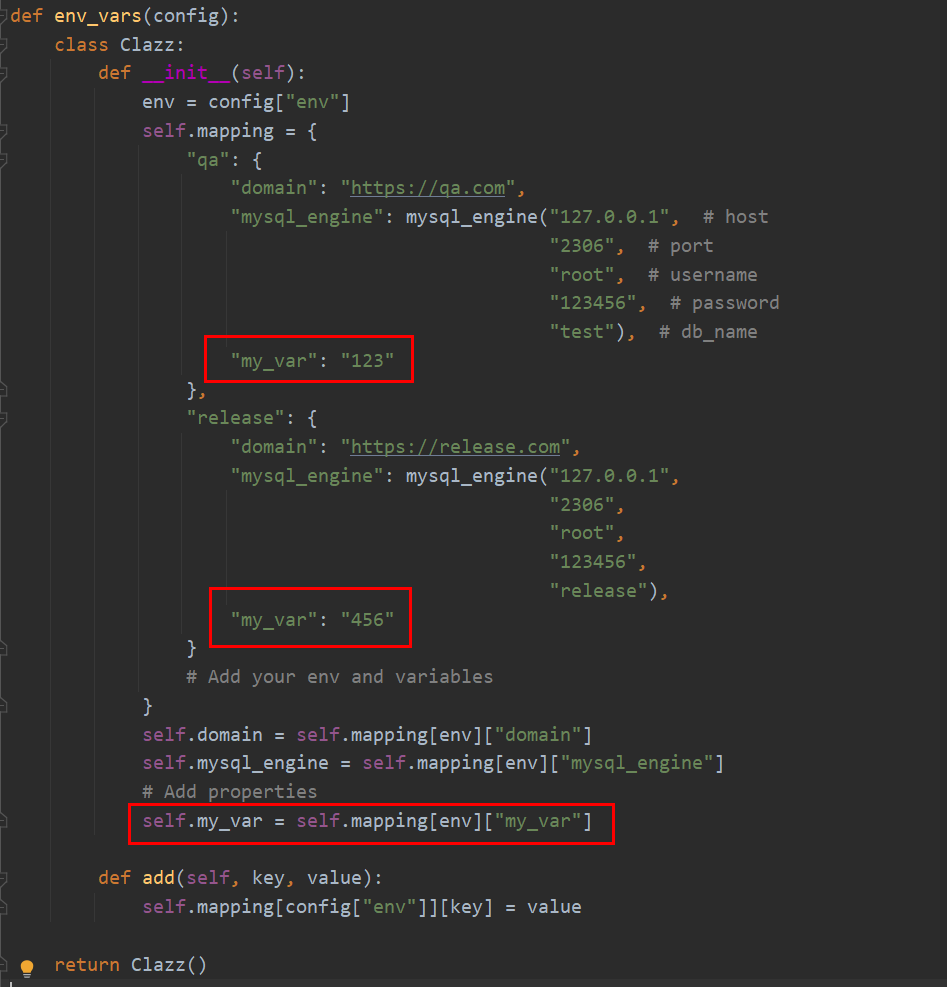 def env_vars(config):
    class Clazz:
        def __init__(self):
            env = config["env"]
            self.mapping = {
                "qa": {
                    "domain": "https://qa.com",
                    "mysql_engine": mysql_engine("127.0.0.1",  # host
                                                 "2306",  # port
                                                 "root",  # username
                                                 "123456",  # password
                                                 "test"),  # db_name
                    "my_var": "123"
                },
                "release": {
                    "domain": "https://release.com",
                    "mysql_engine": mysql_engine("127.0.0.1",
                                                 "2306",
                                                 "root",
                                                 "123456",
                                                 "release"),
                    "my_var": "456"
                }
                # Add your env and variables
            }
            self.domain = self.mapping[env]["domain"]
            self.mysql_engine = self.mapping[env]["mysql_engine"]
            # Add properties
            self.my_var = self.mapping[env]["my_var"]
        def add(self, key, value):
            self.mapping[config["env"]][key] = value
    return Clazz()